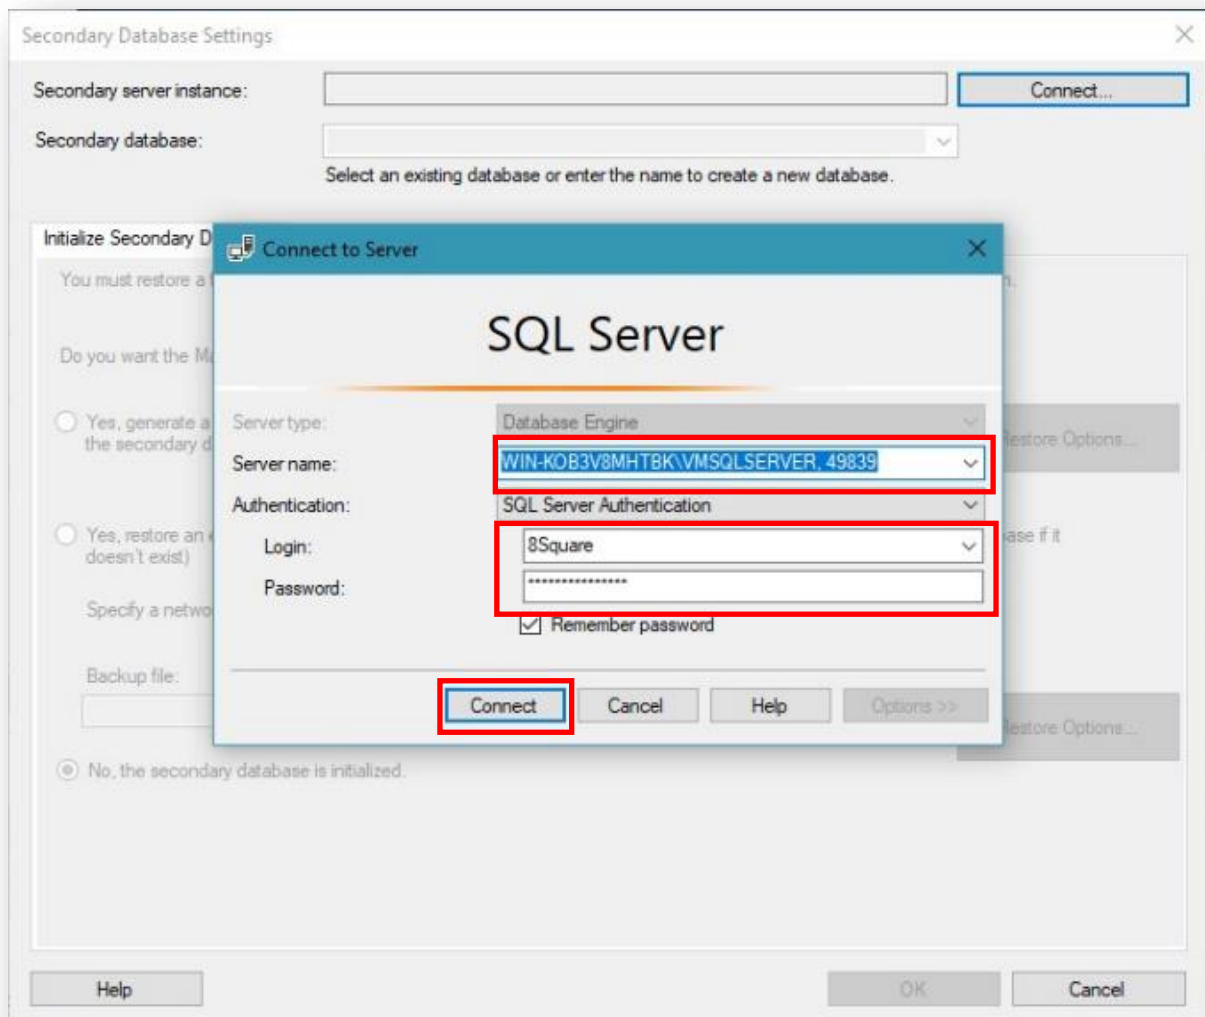 Secondary Database Settings
Secondary server instance:
Connect...
Secondary database:
Select an existing database or enter the name to create a new database.
Initialize Secondary D
Connect to Server
You must restore a
SQL Server
Do you want the
Yes, generate a
the secondary d
Server type:
Database Engine
Restore Options...
Server name:
WIN-KOB3V8MHTBK\VMSQLSERVER, 49839
Authentication:
SQL Server Authentication
Yes, restore an
doesn't exist)
Login:
8Square
if it
Password:
***************
Specify a netwo
Remember password
Backup file:
Connect
Cancel
Help
Options >>
Restore Options...
No, the secondary database is initialized.
Help
OK
Cancel